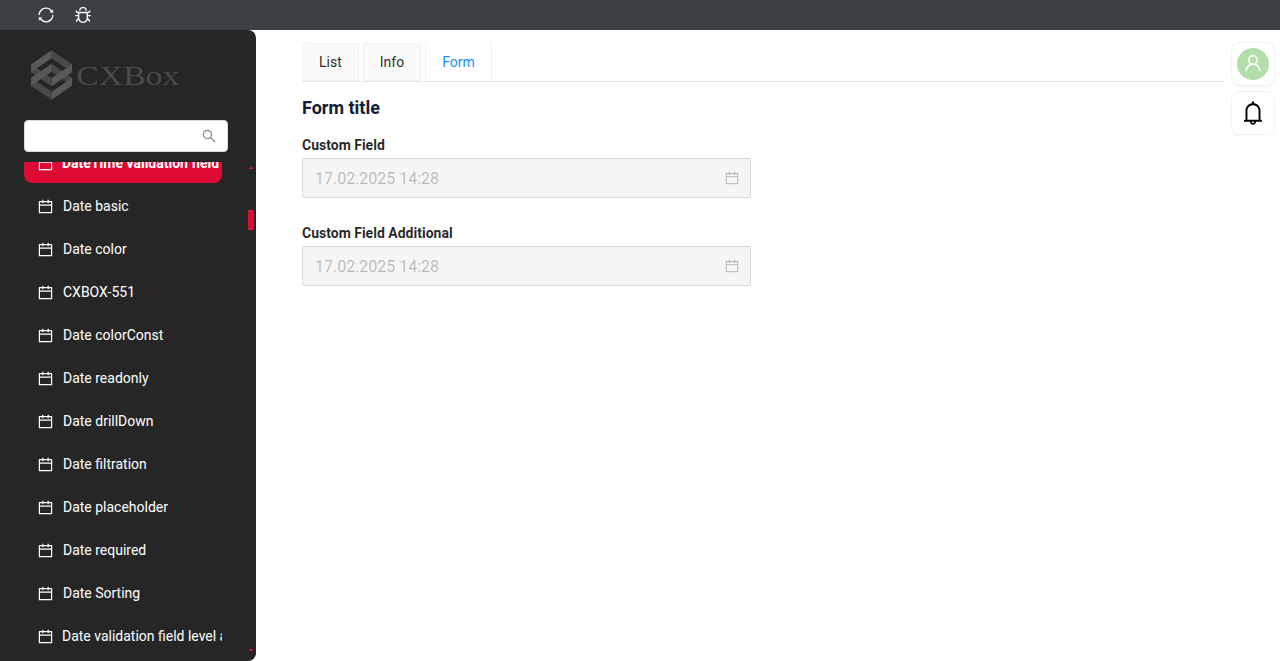 CXBox
List
Info
Form
Form title
Custom Field
17.02.2025 14:28
Custom Field Additional
17.02.2025 14:28
DateTime validation field
Date basic
Date color
CXBOX-551
Date colorConst
Date readonly
Date drillDown
Date filtration
Date placeholder
Date required
Date Sorting
Date validation field level